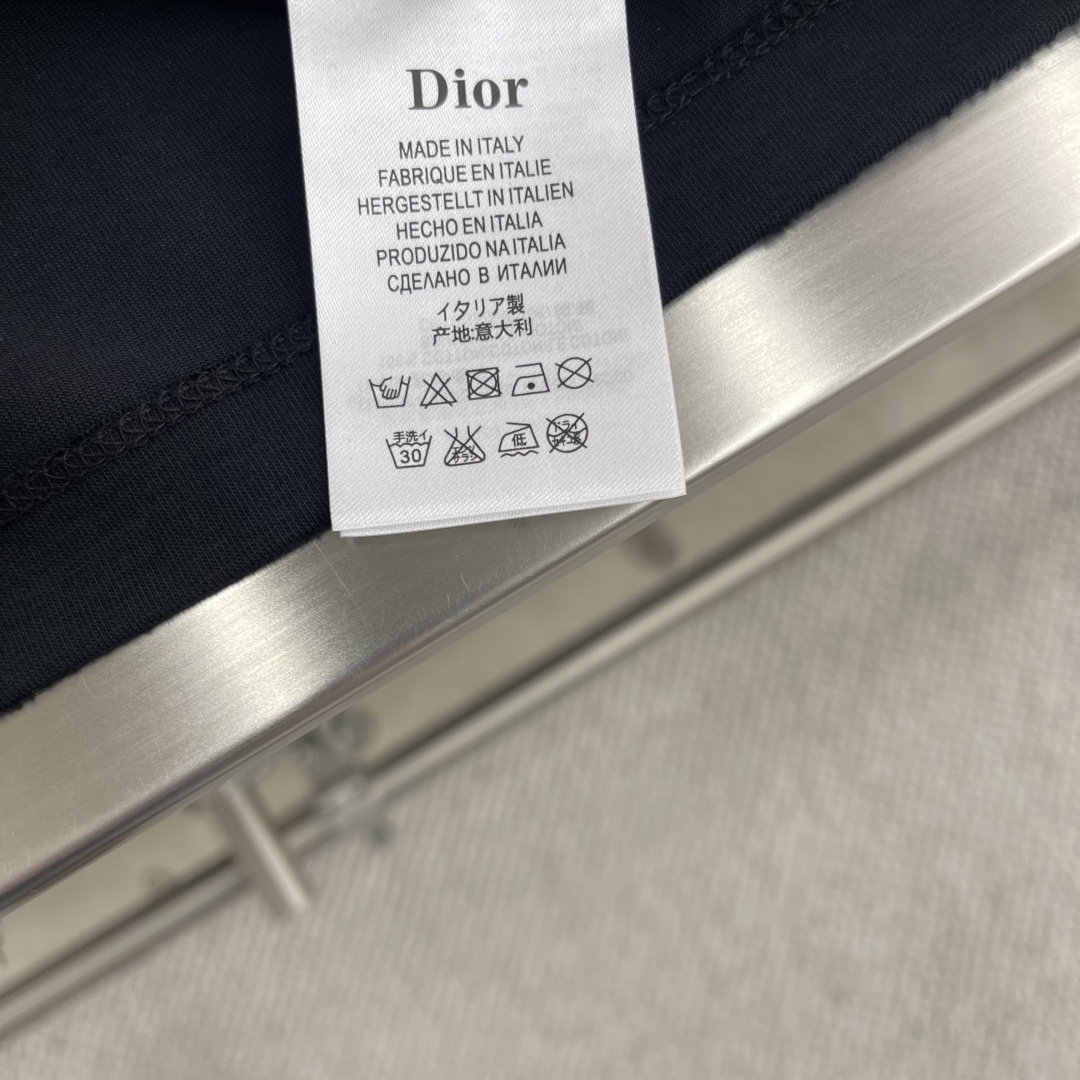 Dior
MADE IN ITALY
FABRIQUE EN ITALIE
HERGESTELLT IN ITALIEN
HECHO EN ITALIA
PRODUZIDO NA ITALIA
СДЕЛАНО В ИТАЛИИ
イタリア製
产地:意大利
手洗イ
30
低